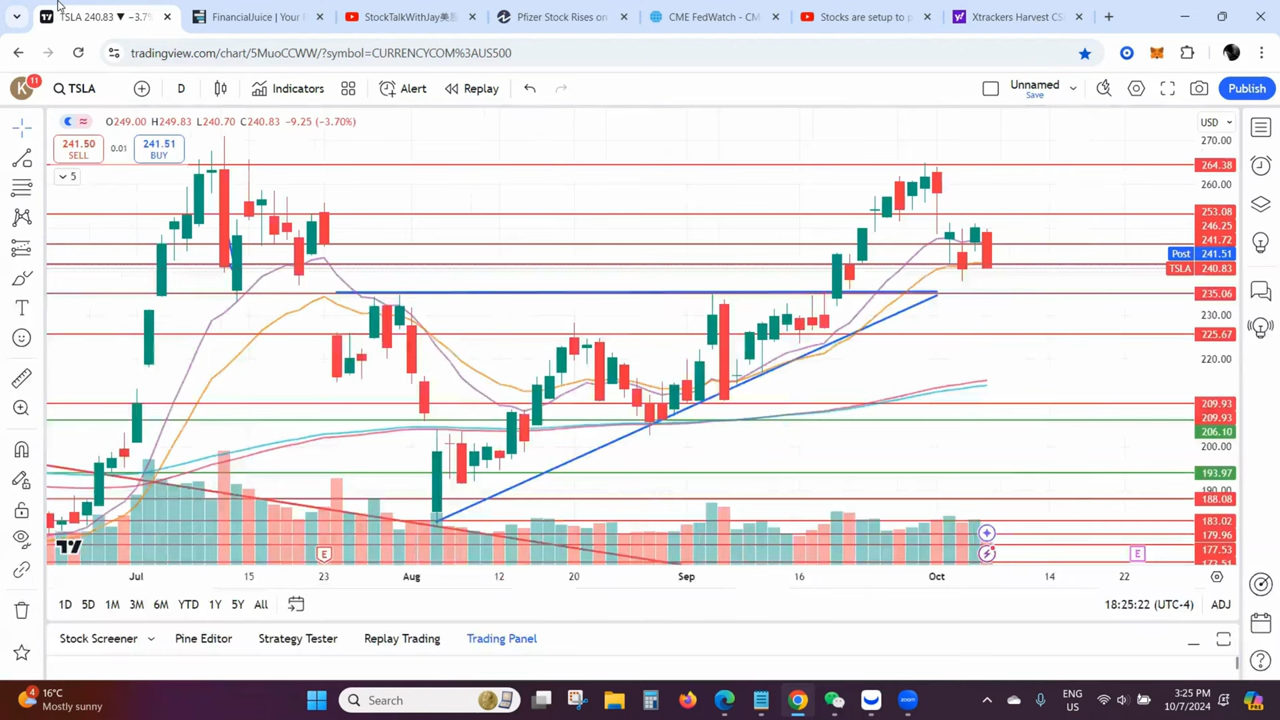 TSLA 240.83 ▼ −3.7%
FinancialJuice | Your
StockTalkWithJay美
Pfizer Stock Rises on
CME FedWatch - CM
Stocks are setup to p
Xtrackers Harvest CS
tradingview.com/chart/5MuoCCWW/?symbol=CURRENCYCOM%3AUS500
K
11
TSLA
D
Indicators
Alert
Replay
Unnamed
Save
Publish
O249.00 H249.83 L240.70 C240.83 −9.25 (−3.70%)
USD
241.50
SELL
0.01
241.51
BUY
5
270.00
264.38
260.00
253.08
246.25
241.72
Post 241.51
TSLA 240.83
235.06
230.00
225.67
220.00
209.93
209.93
206.10
200.00
193.97
190.00
188.08
183.02
179.96
177.53
E
E
Jul 15 23 Aug 12 20 Sep 16 Oct 14 22
1D 5D 1M 3M 6M YTD 1Y 5Y All
18:25:22 (UTC-4) ADJ
Stock Screener Pine Editor Strategy Tester Replay Trading Trading Panel
4
16°C
Mostly sunny
Search
zoom
ENG
US
3:25 PM
10/7/2024